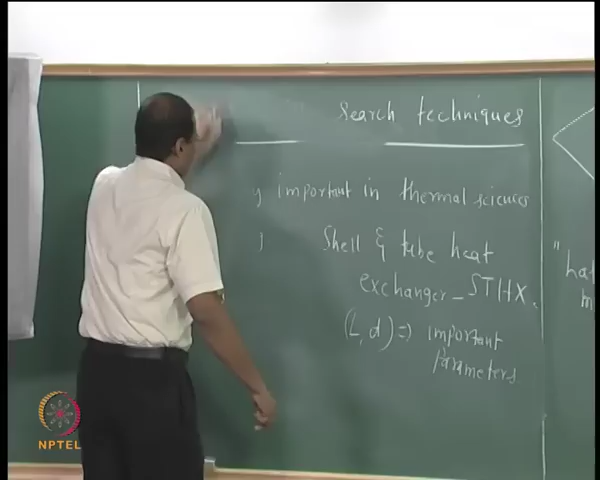 search techniques
important in thermal sciences
Shell & tube heat
exchanger - STHX.
(L, d) => important
parameters
NPTEL